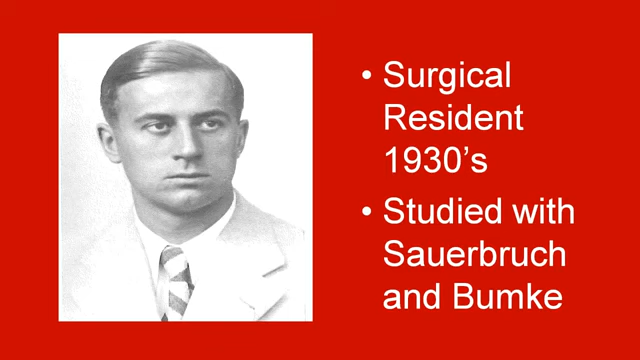 • Surgical
Resident
1930's
• Studied with
Sauerbruch
and Bumke